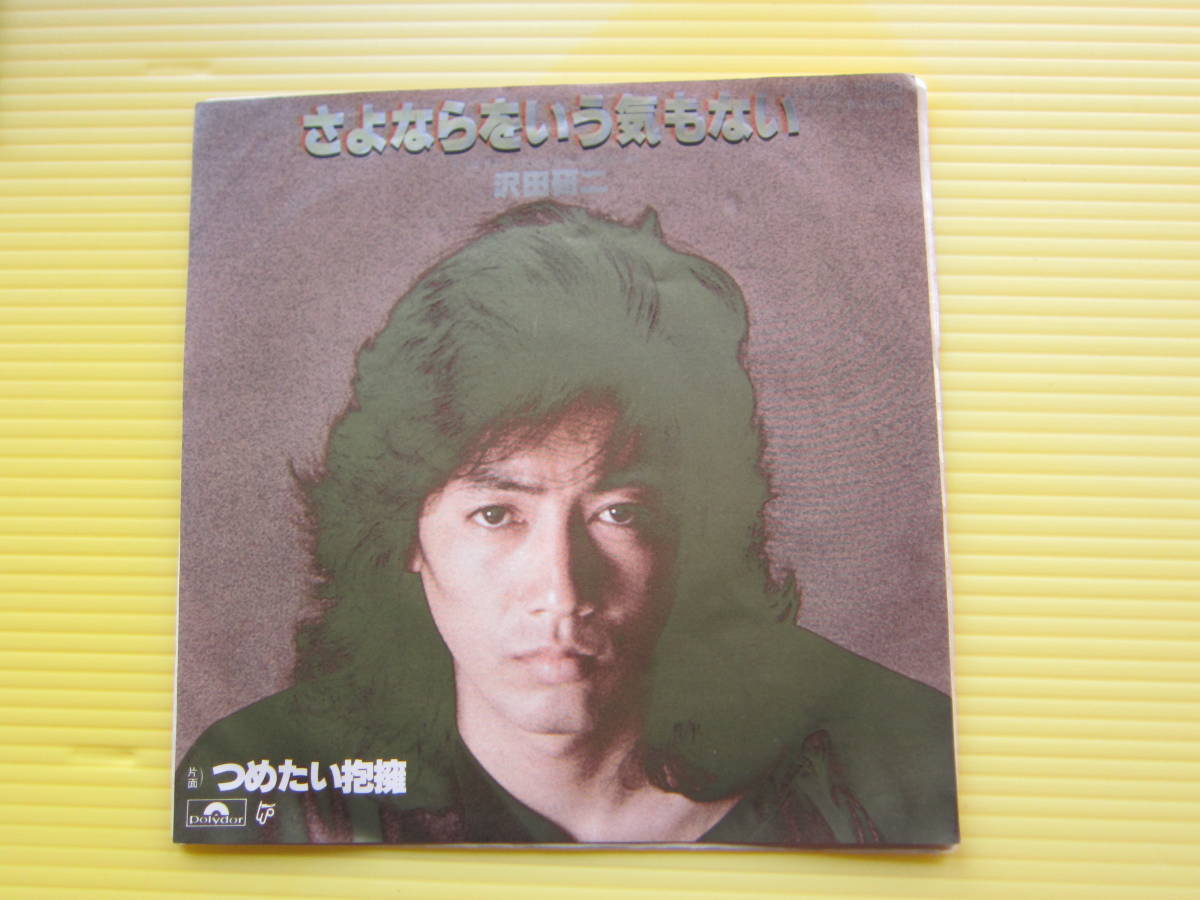 さよならをいう気もない
沢田研二
片面) つめたい抱擁
Polydor